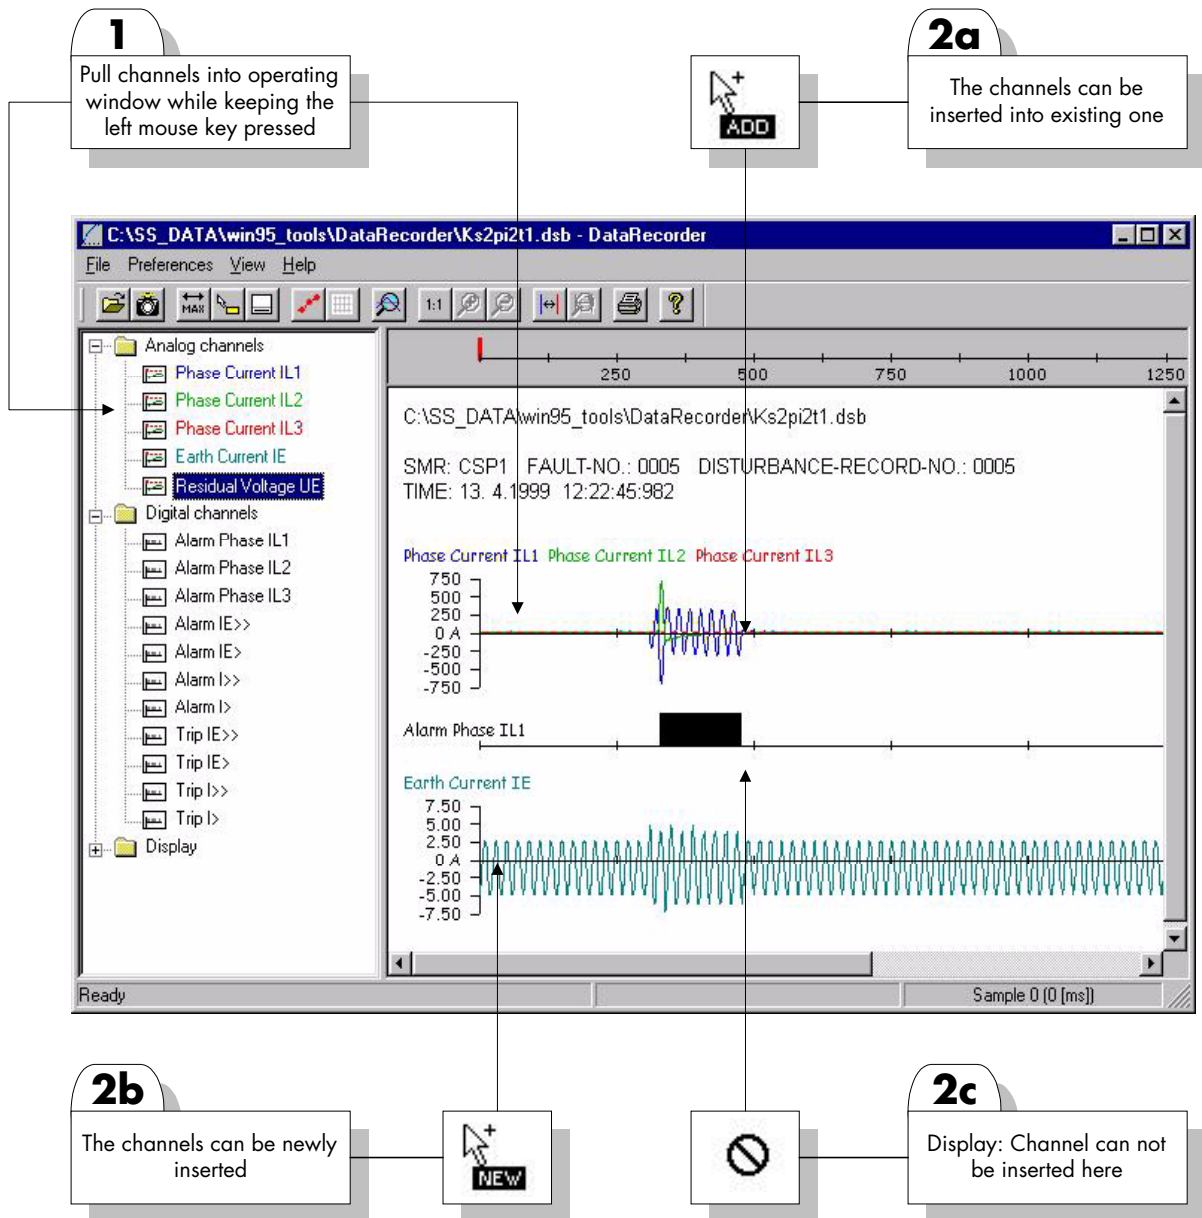 1
Pull channels into operating
window while keeping the
left mouse key pressed
ADD
2a
The channels can be
inserted into existing one
C:\SS_DATA\win95_tools\DataRecorder\Ks2pi2t1.dsb - DataRecorder
File Preferences View Help
MAX
1:1
?
Analog channels
Phase Current IL1
Phase Current IL2
Phase Current IL3
Earth Current IE
Residual Voltage UE
Digital channels
Alarm Phase IL1
Alarm Phase IL2
Alarm Phase IL3
Alarm IE>>
Alarm IE>
Alarm I>>
Alarm I>
Trip IE>>
Trip IE>
Trip I>>
Trip I>
Display
250 500 750 1000 1250
C:\SS_DATA\win95_tools\DataRecorder\Ks2pi2t1.dsb
SMR: CSP1 FAULT-NO.: 0005 DISTURBANCE-RECORD-NO.: 0005
TIME: 13. 4.1999 12:22:45:982
Phase Current IL1 Phase Current IL2 Phase Current IL3
750
500
250
0 A
-250
-500
-750
Alarm Phase IL1
Earth Current IE
7.50
5.00
2.50
0 A
-2.50
-5.00
-7.50
Ready
Sample 0 (0 [ms])
2b
The channels can be newly
inserted
NEW
2c
Display: Channel can not
be inserted here